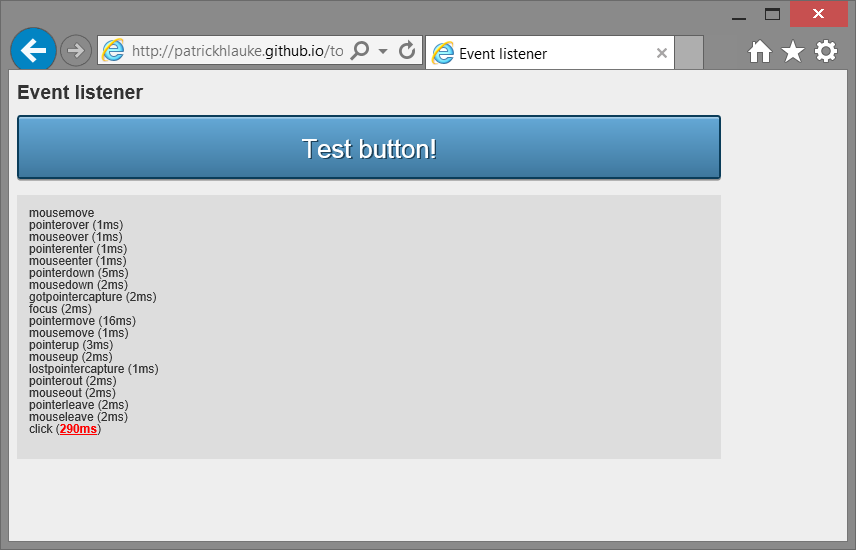 http://patrickhlauke.github.io/to
Event listener
Event listener
Test button!
mousemove
pointerover (1ms)
mouseover (1ms)
pointerenter (1ms)
mouseenter (1ms)
pointerdown (5ms)
mousedown (2ms)
gotpointercapture (2ms)
focus (2ms)
pointermove (16ms)
mousemove (1ms)
pointerup (3ms)
mouseup (2ms)
lostpointercapture (1ms)
pointerout (2ms)
mouseout (2ms)
pointerleave (2ms)
mouseleave (2ms)
click (290ms)